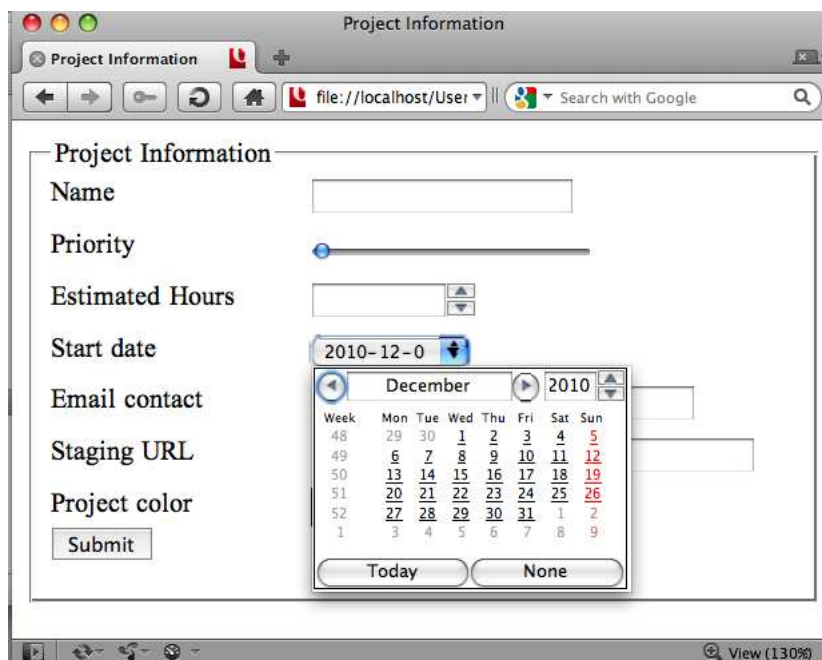 Project Information
Project Information
file://localhost/User
Search with Google
Project Information
Name
Priority
Estimated Hours
Start date
2010-12-0
December 2010
Week Mon Tue Wed Thu Fri Sat Sun
48 29 30 1 2 3 4 5
49 6 7 8 9 10 11 12
50 13 14 15 16 17 18 19
51 20 21 22 23 24 25 26
52 27 28 29 30 31 1 2
1 3 4 5 6 7 8 9
Today None
Email contact
Staging URL
Project color
Submit
View (130%)